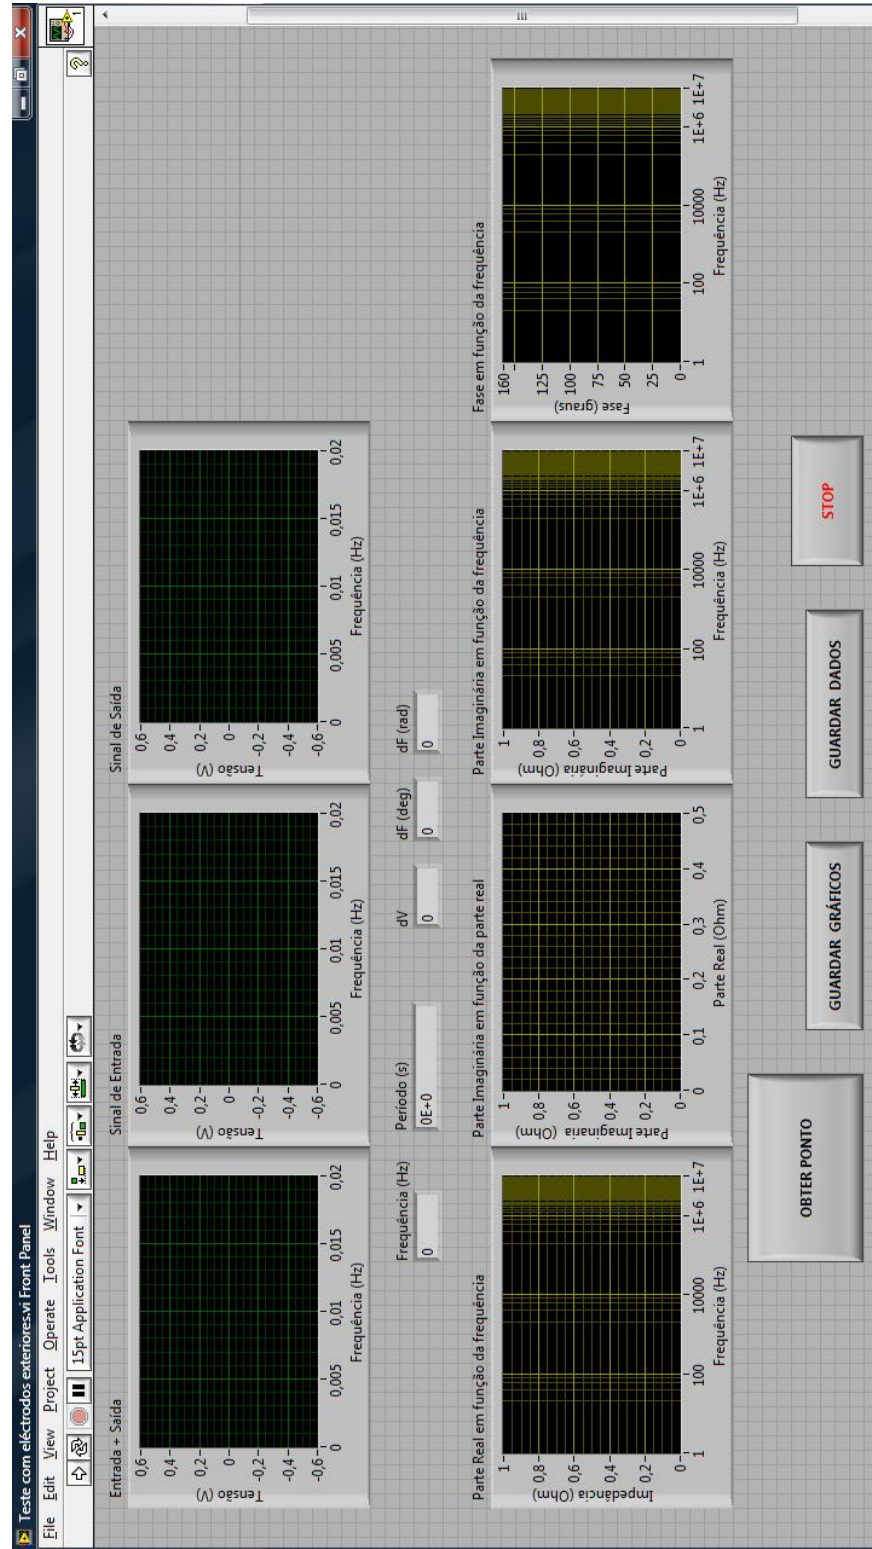 Teste com eléctrodos exteriores.vi Front Panel
File Edit View Project Operate Tools Window Help
15pt Application Font
?
1
Entrada + Saída
Tensão (V)
0,6
0,4
0,2
0
-0,2
-0,4
-0,6
0 0,005 0,01 0,015 0,02
Frequência (Hz)
Sinal de Entrada
Tensão (V)
0,6
0,4
0,2
0
-0,2
-0,4
-0,6
0 0,005 0,01 0,015 0,02
Frequência (Hz)
Sinal de Saída
Tensão (V)
0,6
0,4
0,2
0
-0,2
-0,4
-0,6
0 0,005 0,01 0,015 0,02
Frequência (Hz)
Frequência (Hz)
0
Período (s)
0E+0
dV
0
dF (deg)
0
dF (rad)
0
Parte Real em função da frequência
Impedância (Ohm)
1
0,8
0,6
0,4
0,2
0
1 100 10000 1E+6 1E+7
Frequência (Hz)
Parte Imaginária em função da parte real
Parte Imaginaria (Ohm)
1
0,8
0,6
0,4
0,2
0
0 0,1 0,2 0,3 0,4 0,5
Parte Real (Ohm)
Parte Imaginária em função da frequência
Parte Imaginária (Ohm)
1
0,8
0,6
0,4
0,2
0
1 100 10000 1E+6 1E+7
Frequência (Hz)
Fase em função da frequência
Fase (graus)
160
125
100
75
50
25
0
1 100 10000 1E+6 1E+7
Frequência (Hz)
OBTER PONTO
GUARDAR GRÁFICOS
GUARDAR DADOS
STOP